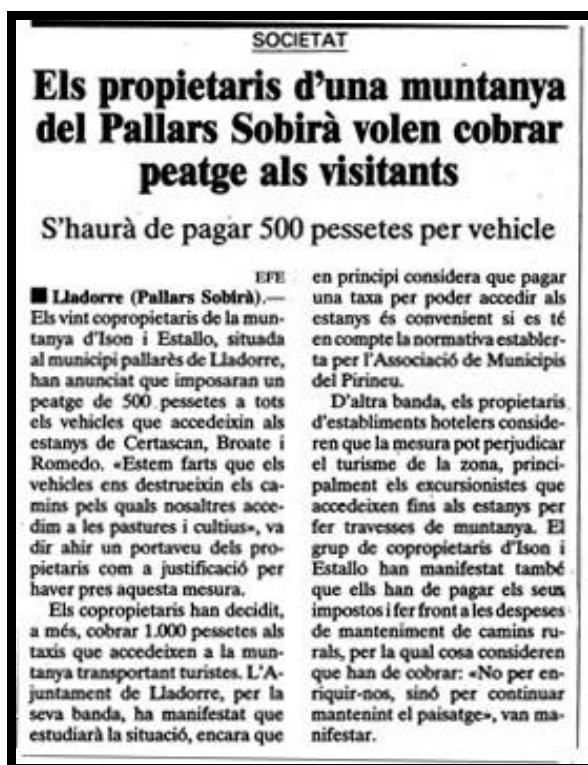 SOCIETAT
Els propietaris d'una muntanya
del Pallars Sobirà volen cobrar
peatge als visitants
S'haurà de pagar 500 pessetes per vehicle
EFE
■ Lladorre (Pallars Sobirà).—
Els vint copropietaris de la mun-
tanya d'Ison i Estallo, situada
al municipi pallarès de Lladorre,
han anunciat que imposaran un
peatge de 500 pessetes a tots
els vehicles que accedeixin als
estanys de Certascan, Broate i
Romedo. «Estem farts que els
vehicles ens destrueixin els ca-
mins pels quals nosaltres acce-
dim a les pastures i cultius», va
dir ahir un portaveu dels pro-
pietaris com a justificació per
haver pres aquesta mesura.
Els copropietaris han decidit,
a més, cobrar 1.000 pessetes als
taxis que accedeixen a la mun-
tanya transportant turistes. L'A-
juntament de Lladorre, per la
seva banda, ha manifestat que
estudiarà la situació, encara que
en principi considera que pagar
una taxa per poder accedir als
estanys és convenient si es té
en compte la normativa establer-
ta per l'Associació de Municipis
del Pirineu.
D'altra banda, els propietaris
d'establiments hotelers conside-
ren que la mesura pot perjudicar
el turisme de la zona, princi-
palment els excursionistes que
accedeixen fins als estanys per
fer travesses de muntanya. El
grup de copropietaris d'Ison i
Estallo han manifestat també
que ells han de pagar els seus
impostos i fer front a les despeses
de manteniment de camins ru-
rals, per la qual cosa consideren
que han de cobrar: «No per en-
riquir-nos, sinó per continuar
mantenint el paisatge», van ma-
nifestar.